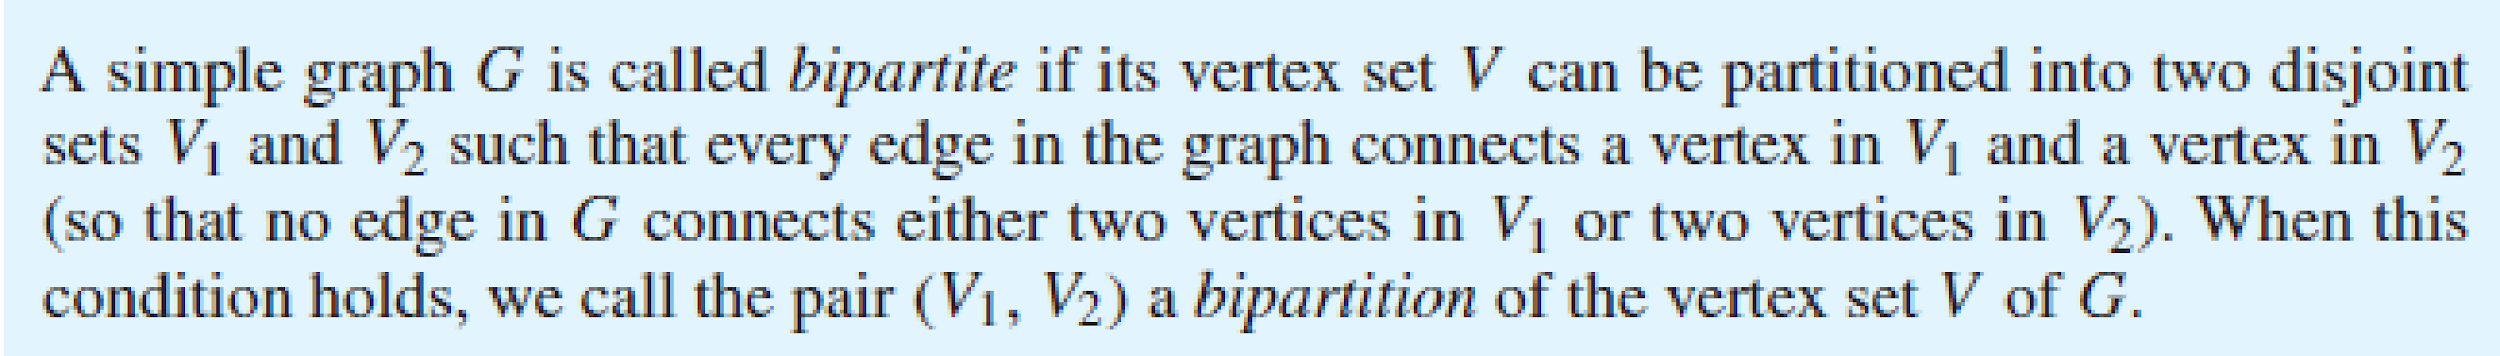 A simple graph G is called bipartite if its vertex set V can be partitioned into two disjoint
sets V₁ and V₂ such that every edge in the graph connects a vertex in V₁ and a vertex in V₂
(so that no edge in G connects either two vertices in V₁ or two vertices in V₂). When this
condition holds, we call the pair (V₁, V₂) a bipartition of the vertex set V of G.